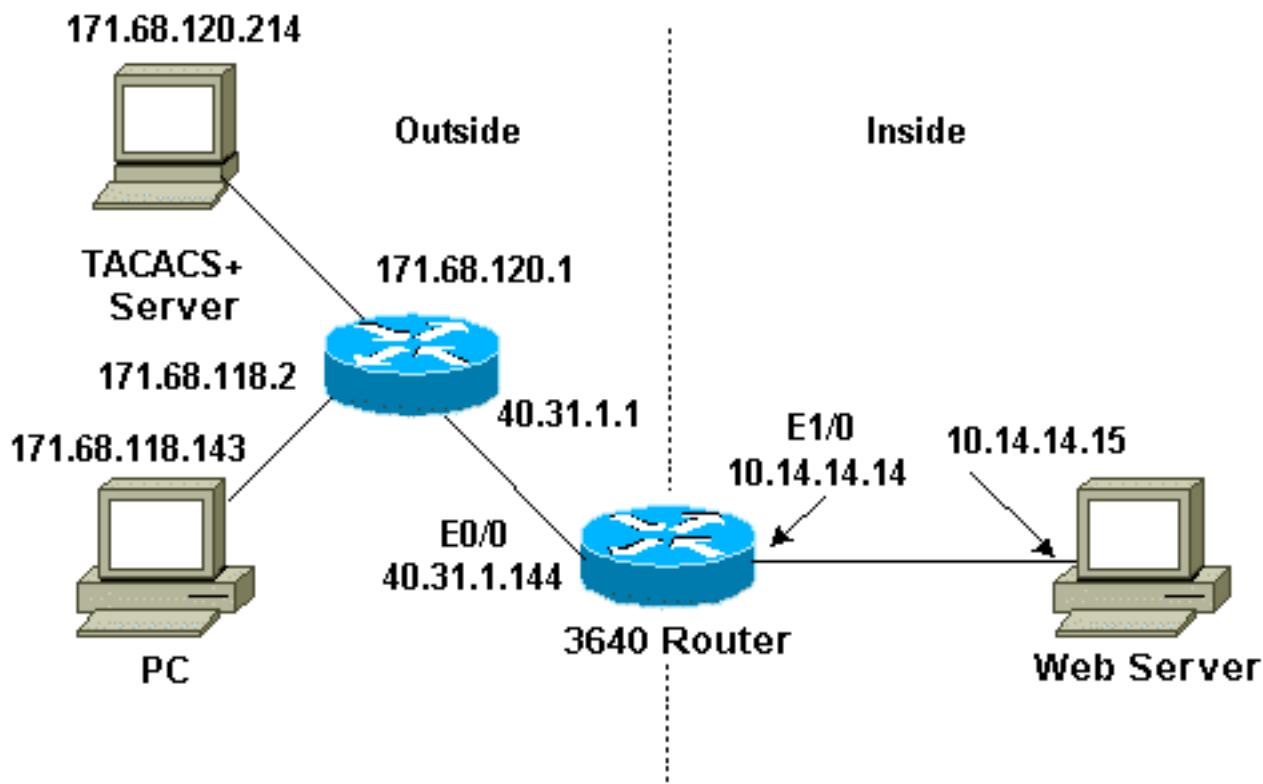 171.68.120.214
Outside
Inside
TACACS+
Server
171.68.120.1
171.68.118.2
40.31.1.1
171.68.118.143
E1/0
10.14.14.14
10.14.14.15
E0/0
40.31.1.144
PC
3640 Router
Web Server